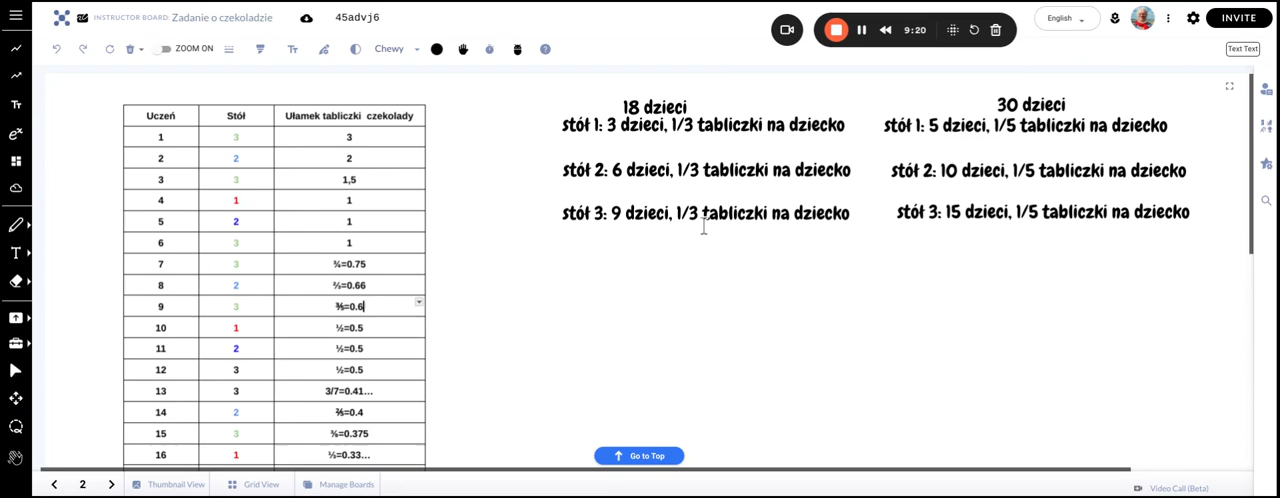 INSTRUCTOR BOARD: Zadanie o czekoladzie
45advj6
9:20
English
INVITE
ZOOM ON
Chewy
Text Text
Uczeń Stół Ułamek tabliczki czekolady
1 3 3
2 2 2
3 3 1,5
4 1 1
5 2 1
6 3 1
7 3 ¾=0.75
8 2 ⅔=0.66
9 3 ⅗=0.6
10 1 ½=0.5
11 2 ½=0.5
12 3 ½=0.5
13 3 3/7=0.41...
14 2 ⅖=0.4
15 3 ⅜=0.375
16 1 ⅓=0.33...
18 dzieci
stół 1: 3 dzieci, 1/3 tabliczki na dziecko
stół 2: 6 dzieci, 1/3 tabliczki na dziecko
stół 3: 9 dzieci, 1/3 tabliczki na dziecko
30 dzieci
stół 1: 5 dzieci, 1/5 tabliczki na dziecko
stół 2: 10 dzieci, 1/5 tabliczki na dziecko
stół 3: 15 dzieci, 1/5 tabliczki na dziecko
Go to Top
2
Thumbnail View
Grid View
Manage Boards
Video Call (Beta)